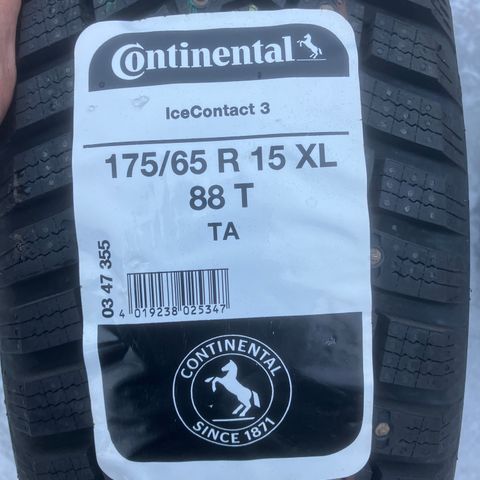 Continental
IceContact 3
175/65 R 15 XL
88 T
TA
03 47 355
4 019238 025347
CONTINENTAL
SINCE 1871